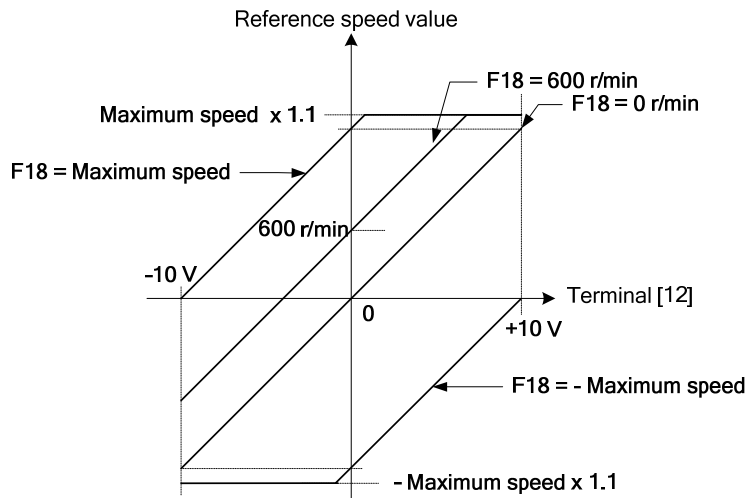 Reference speed value
F18 = 600 r/min
F18 = 0 r/min
Maximum speed x 1.1
F18 = Maximum speed
600 r/min
-10 V
Terminal [12]
0
+10 V
F18 = - Maximum speed
- Maximum speed x 1.1